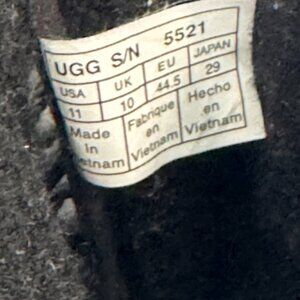 UGG S/N 5521
USA UK EU JAPAN
11 10 44.5 29
Made Fabrique Hecho
In en en
etnam Vietnam Vietnam